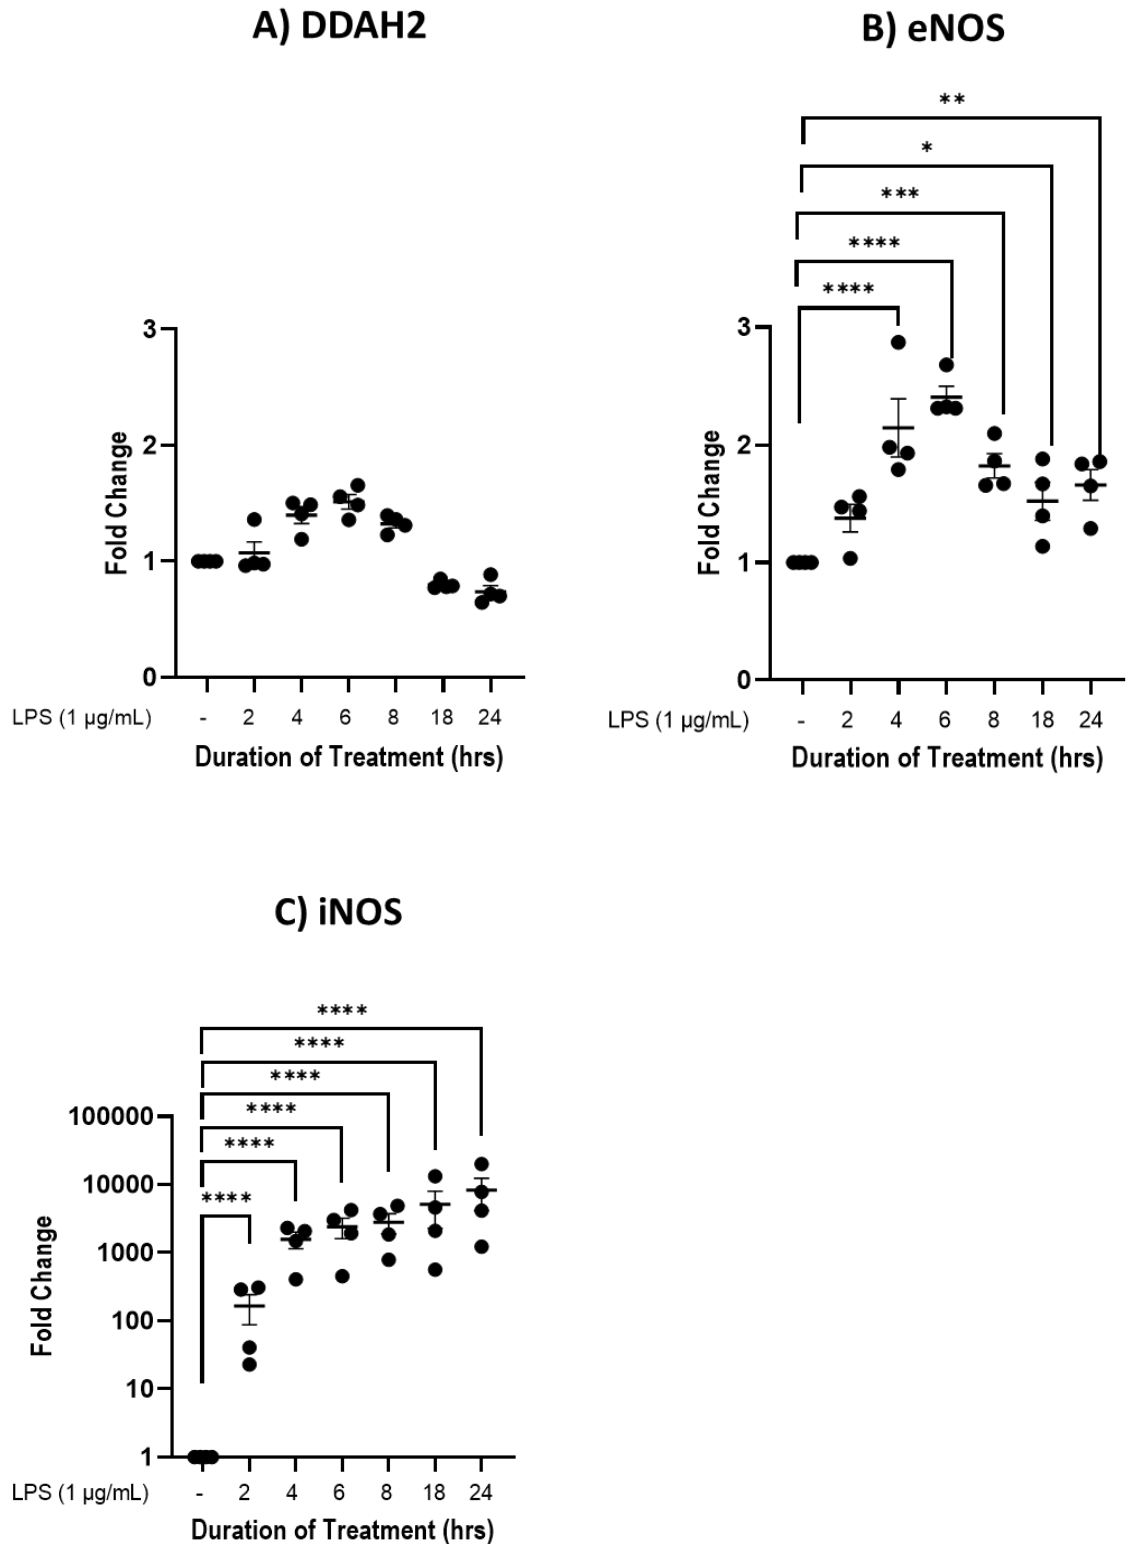 A) DDAH2
B) eNOS
**
*
***
****
****
3
2
1
0
Fold Change
LPS (1 µg/mL) - 2 4 6 8 18 24
Duration of Treatment (hrs)
3
2
1
0
Fold Change
LPS (1 µg/mL) - 2 4 6 8 18 24
Duration of Treatment (hrs)
C) iNOS
****
****
****
****
****
****
100000
10000
1000
100
10
1
Fold Change
LPS (1 µg/mL) - 2 4 6 8 18 24
Duration of Treatment (hrs)